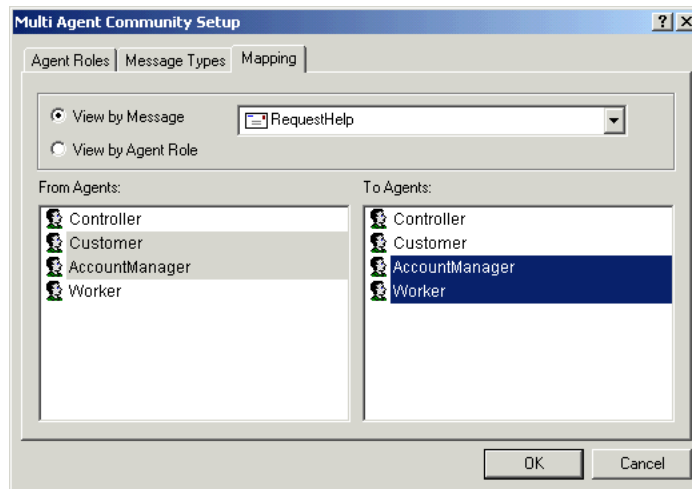 Multi Agent Community Setup
Agent Roles Message Types Mapping
View by Message RequestHelp
View by Agent Role
From Agents: To Agents:
Controller Controller
Customer Customer
AccountManager AccountManager
Worker Worker
OK Cancel